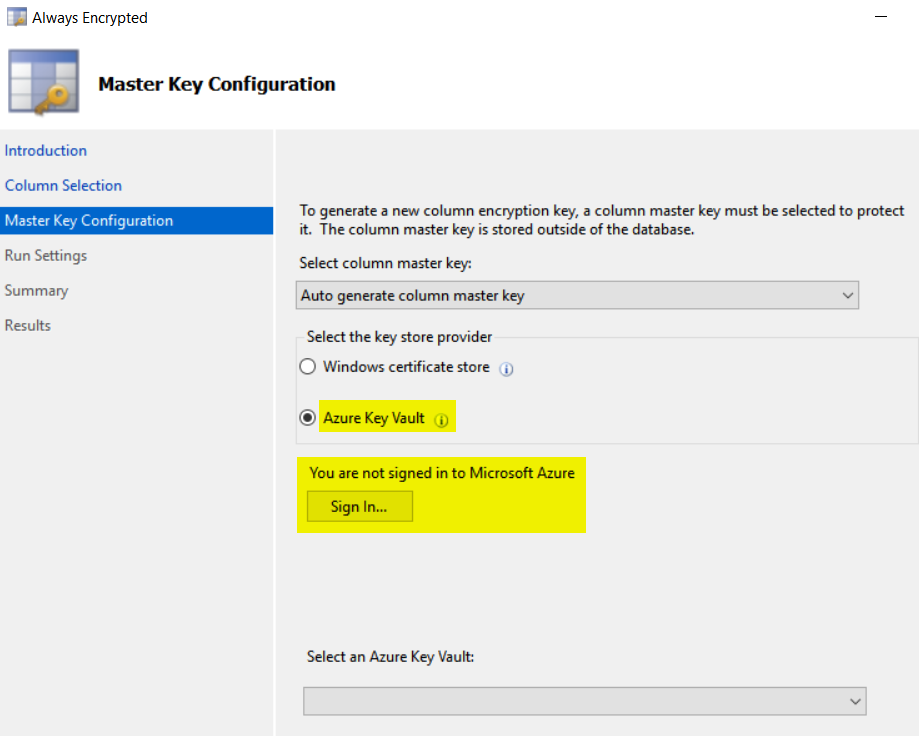 Always Encrypted
Master Key Configuration
Introduction
Column Selection
Master Key Configuration
Run Settings
Summary
Results
To generate a new column encryption key, a column master key must be selected to protect
it.  The column master key is stored outside of the database.
Select column master key:
Auto generate column master key
Select the key store provider
Windows certificate store
Azure Key Vault
You are not signed in to Microsoft Azure
Sign In...
Select an Azure Key Vault: